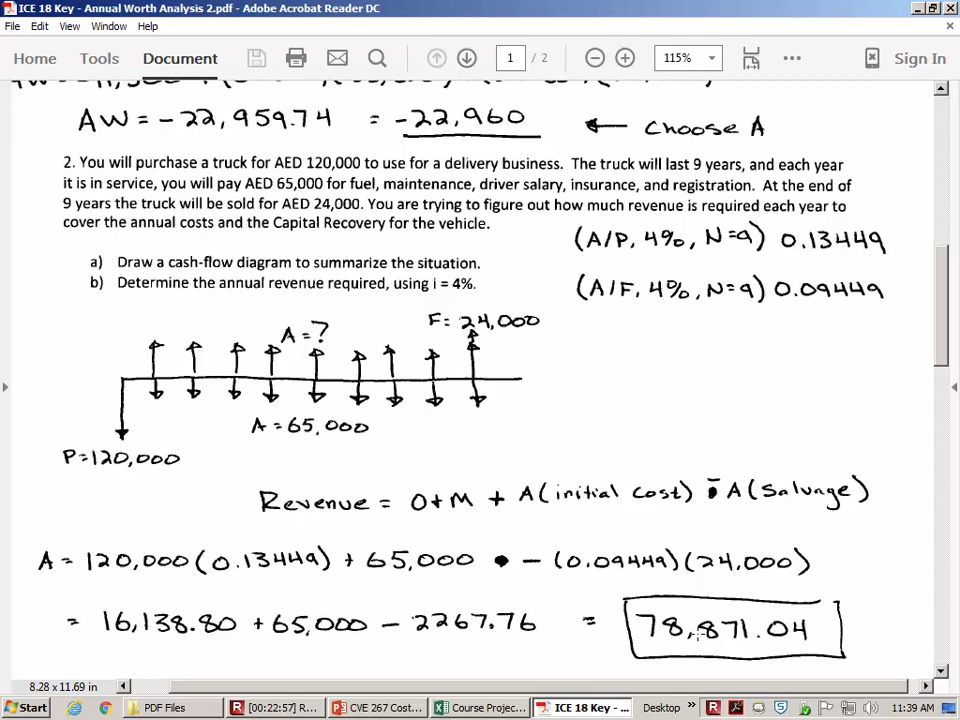 ICE 18 Key - Annual Worth Analysis 2.pdf - Adobe Acrobat Reader DC
File Edit View Window Help
Home Tools Document 1 / 2 115% Sign In
AW = -22,959.74 = -22,960 ← Choose A
2. You will purchase a truck for AED 120,000 to use for a delivery business. The truck will last 9 years, and each year
it is in service, you will pay AED 65,000 for fuel, maintenance, driver salary, insurance, and registration. At the end of
9 years the truck will be sold for AED 24,000. You are trying to figure out how much revenue is required each year to
cover the annual costs and the Capital Recovery for the vehicle.
(A/P, 4%, N=9) 0.13449
a) Draw a cash-flow diagram to summarize the situation.
b) Determine the annual revenue required, using i = 4%.
(A/F, 4%, N=9) 0.09449
F = 24,000
A = ?
A = 65,000
P=120,000
Revenue = O+M + A(initial cost) - A(Salvage)
A = 120,000(0.13449) + 65,000 - (0.09449)(24,000)
= 16,138.80 + 65,000 - 2267.76 = 78,871.04
8.28 x 11.69 in
Start PDF Files [00:22:57] R... CVE 267 Cost... Course Projec... ICE 18 Key -... Desktop » 11:39 AM